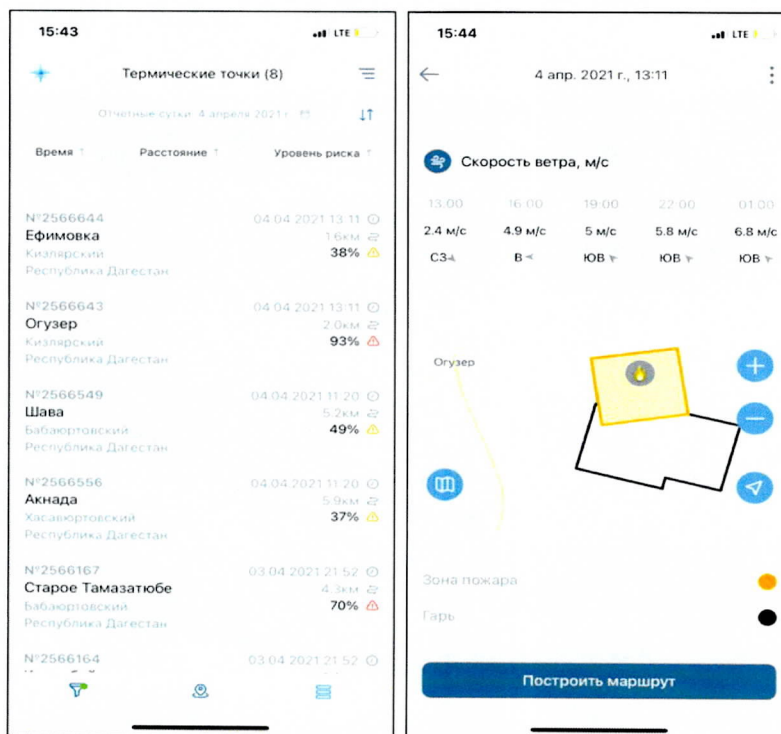 15:43
LTE
Термические точки (8)
Отчетные сутки: 4 апреля 2021 г.
Время ↑ Расстояние ↑ Уровень риска ↑
№2566644 04.04.2021 13:11
Ефимовка 1.6км
Кизлярский 38%
Республика Дагестан
№2566643 04.04.2021 13:11
Огузер 2.0км
Кизлярский 93%
Республика Дагестан
№2566549 04.04.2021 11:20
Шава 5.2км
Бабаюртовский 49%
Республика Дагестан
№2566556 04.04.2021 11:20
Акнада 5.9км
Хасавюртовский 37%
Республика Дагестан
№2566167 03.04.2021 21:52
Старое Тамазатюбе 4.3км
Бабаюртовский 70%
Республика Дагестан
№2566164 03.04.2021 21:52
15:44
LTE
4 апр. 2021 г., 13:11
Скорость ветра, м/с
13:00 16:00 19:00 22:00 01:00
2.4 м/с 4.9 м/с 5 м/с 5.8 м/с 6.8 м/с
СЗ В ЮВ ЮВ ЮВ
Огузер
Зона пожара
Гарь
Построить маршрут